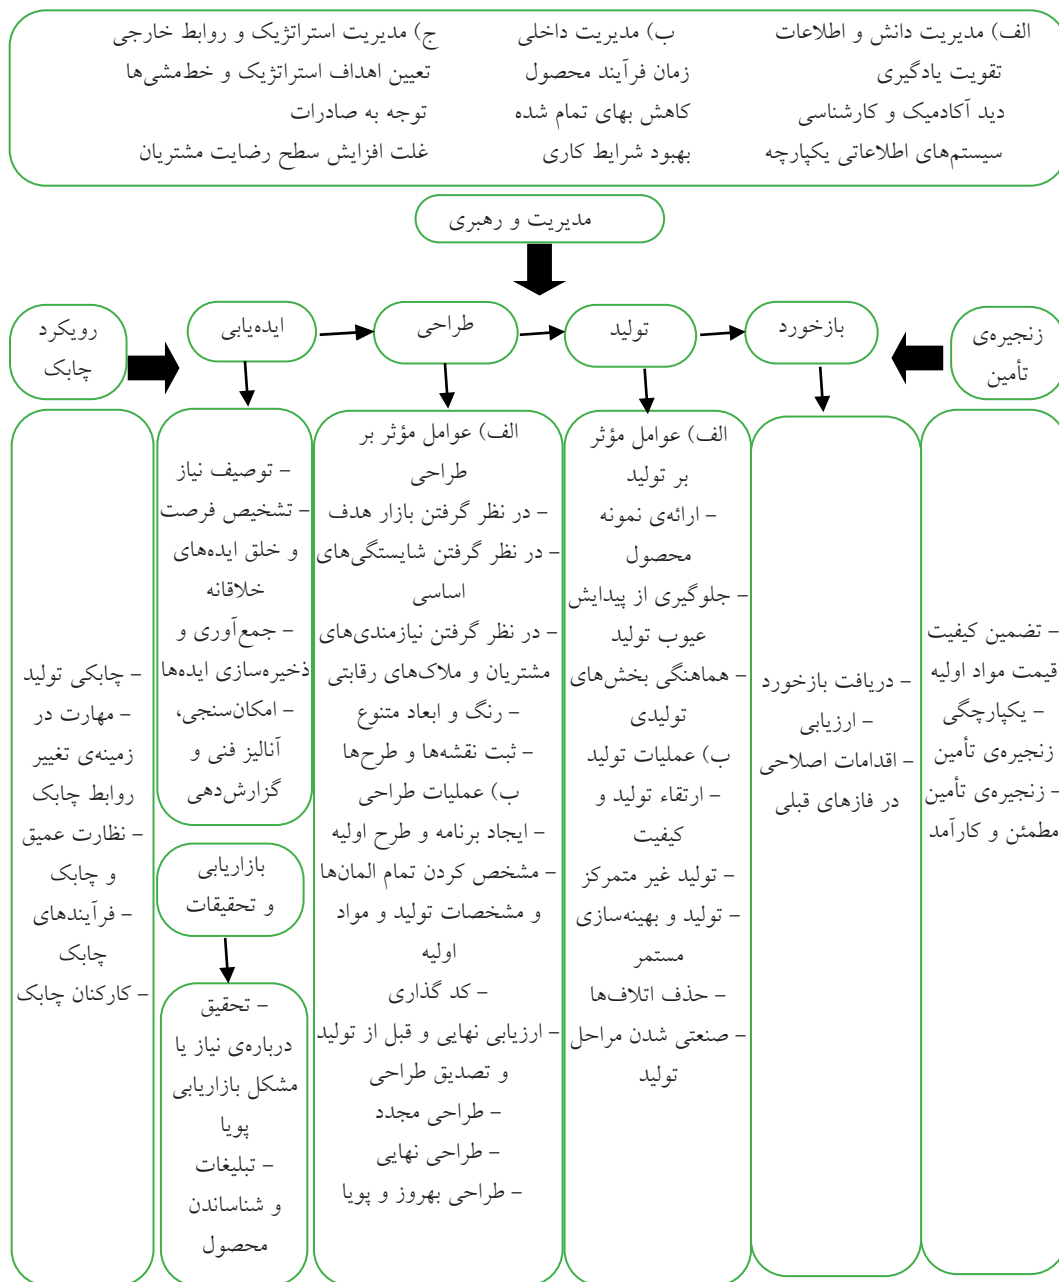 الف) مدیریت دانش و اطلاعات
تقویت یادگیری
دید آکادمیک و کارشناسی
سیستم‌های اطلاعاتی یکپارچه
ب) مدیریت داخلی
زمان فرآیند محصول
کاهش بهای تمام شده
بهبود شرایط کاری
ج) مدیریت استراتژیک و روابط خارجی
تعیین اهداف استراتژیک و خط‌مشی‌ها
توجه به صادرات
غلت افزایش سطح رضایت مشتریان
مدیریت و رهبری
زنجیره‌ی
تأمین
بازخورد
تولید
طراحی
ایده‌یابی
رویکرد
چابک
– تضمین کیفیت
قیمت مواد اولیه
– یکپارچگی
زنجیره‌ی تأمین
– زنجیره‌ی تأمین
مطمئن و کارآمد
– دریافت بازخورد
– ارزیابی
– اقدامات اصلاحی
در فازهای قبلی
الف) عوامل مؤثر
بر تولید
– ارائه‌ی نمونه
محصول
– جلوگیری از پیدایش
عیوب تولید
– هماهنگی بخش‌های
تولیدی
ب) عملیات تولید
– ارتقاء تولید و
کیفیت
– تولید غیر متمرکز
– تولید و بهینه‌سازی
مستمر
– حذف اتلاف‌ها
– صنعتی شدن مراحل
تولید
الف) عوامل مؤثر بر
طراحی
– در نظر گرفتن بازار هدف
– در نظر گرفتن شایستگی‌های
اساسی
– در نظر گرفتن نیازمندی‌های
مشتریان و ملاک‌های رقابتی
– رنگ و ابعاد متنوع
– ثبت نقشه‌ها و طرح‌ها
ب) عملیات طراحی
– ایجاد برنامه و طرح اولیه
– مشخص کردن تمام المان‌ها
و مشخصات تولید و مواد
اولیه
– کد گذاری
– ارزیابی نهایی و قبل از تولید
و تصدیق طراحی
– طراحی مجدد
– طراحی نهایی
– طراحی بهروز و پویا
– توصیف نیاز
– تشخیص فرصت
و خلق ایده‌های
خلاقانه
– جمع‌آوری و
ذخیره‌سازی ایده‌ها
– امکان‌سنجی،
آنالیز فنی و
گزارش‌دهی
بازاریابی
و تحقیقات
– تحقیق
درباره‌ی نیاز یا
مشکل بازاریابی
پویا
– تبلیغات
و شناساندن
محصول
– چابکی تولید
– مهارت در
زمینه‌ی تغییر
روابط چابک
– نظارت عمیق
و چابک
– فرآیندهای
چابک
– کارکنان چابک